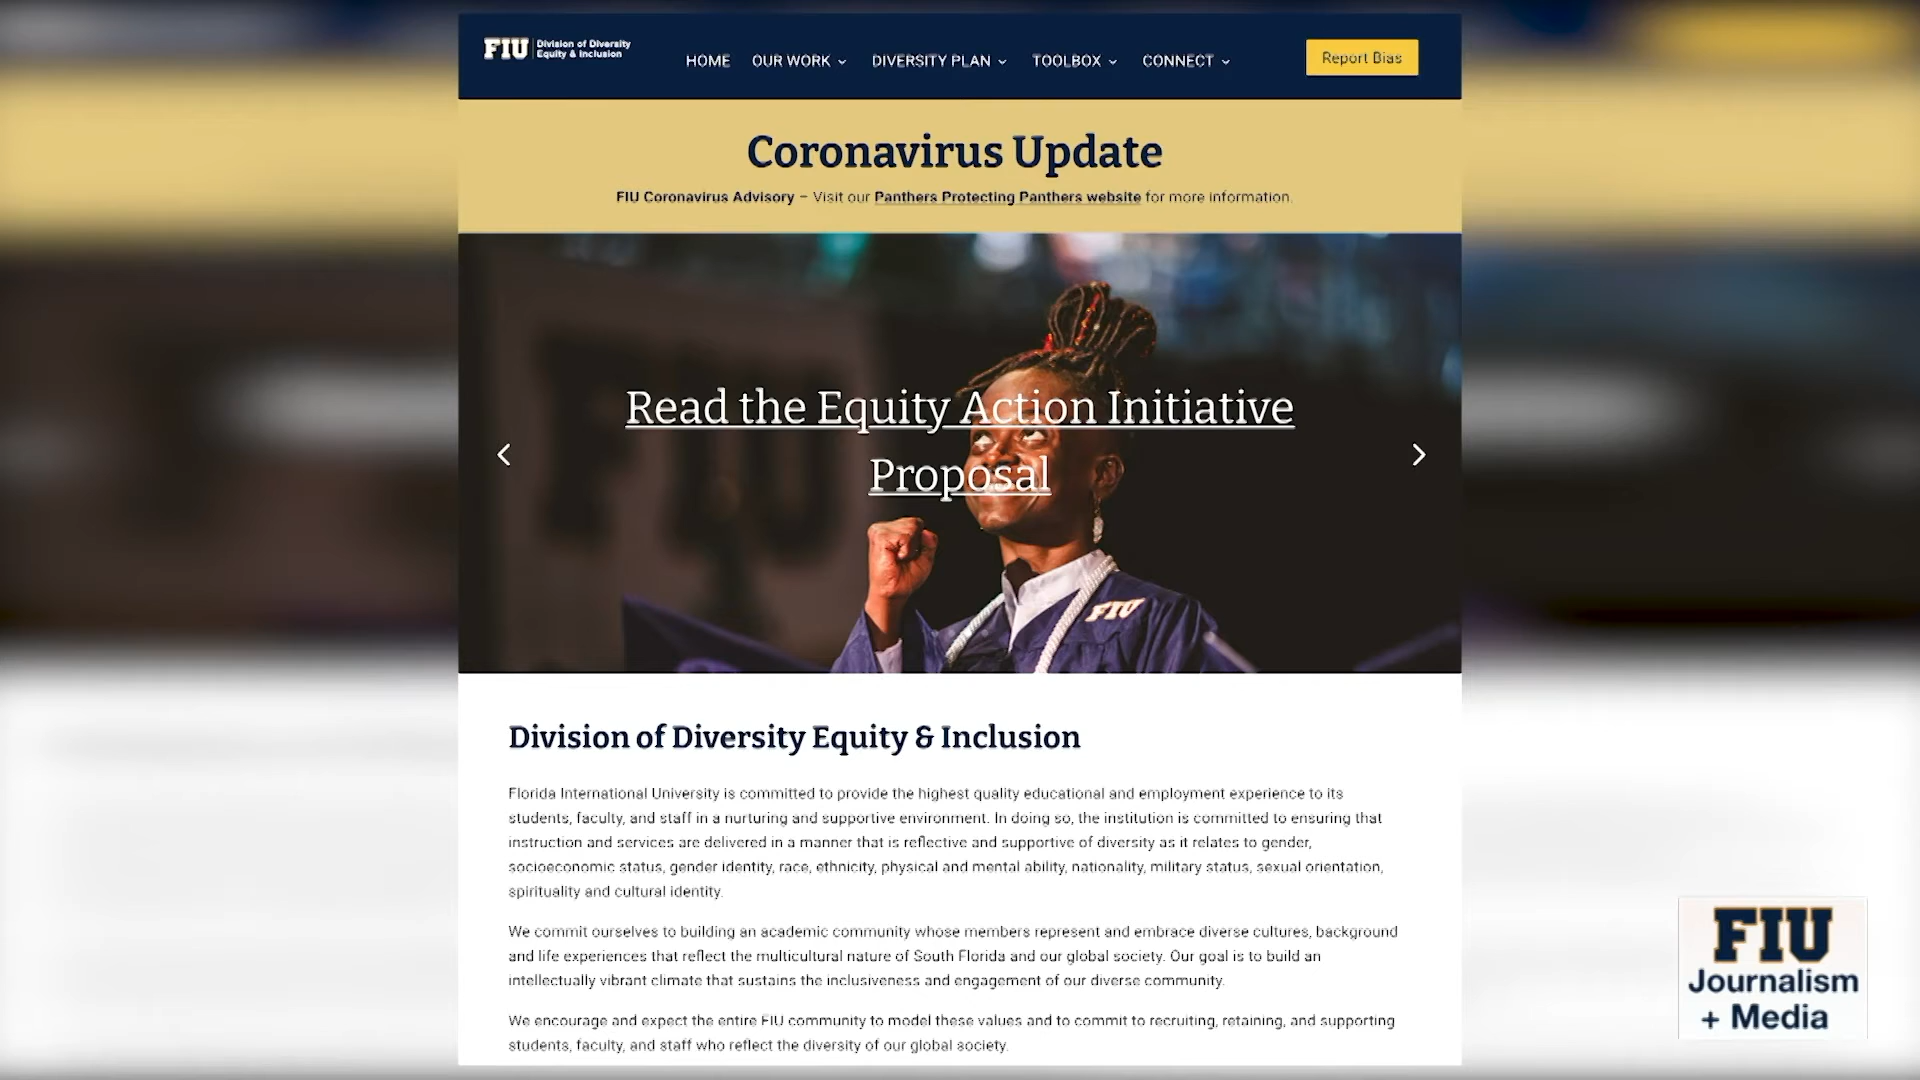 FIU Division of Diversity
Equity & Inclusion
HOME OUR WORK DIVERSITY PLAN TOOLBOX CONNECT
Report Bias
Coronavirus Update
FIU Coronavirus Advisory – Visit our Panthers Protecting Panthers website for more information.
Read the Equity Action Initiative
Proposal
FIU
FIU
Division of Diversity Equity & Inclusion
Florida International University is committed to provide the highest quality educational and employment experience to its
students, faculty, and staff in a nurturing and supportive environment. In doing so, the institution is committed to ensuring that
instruction and services are delivered in a manner that is reflective and supportive of diversity as it relates to gender,
socioeconomic status, gender identity, race, ethnicity, physical and mental ability, nationality, military status, sexual orientation,
spirituality and cultural identity.
We commit ourselves to building an academic community whose members represent and embrace diverse cultures, background
and life experiences that reflect the multicultural nature of South Florida and our global society. Our goal is to build an
intellectually vibrant climate that sustains the inclusiveness and engagement of our diverse community.
We encourage and expect the entire FIU community to model these values and to commit to recruiting, retaining, and supporting
students, faculty, and staff who reflect the diversity of our global society.
FIU
Journalism
+ Media